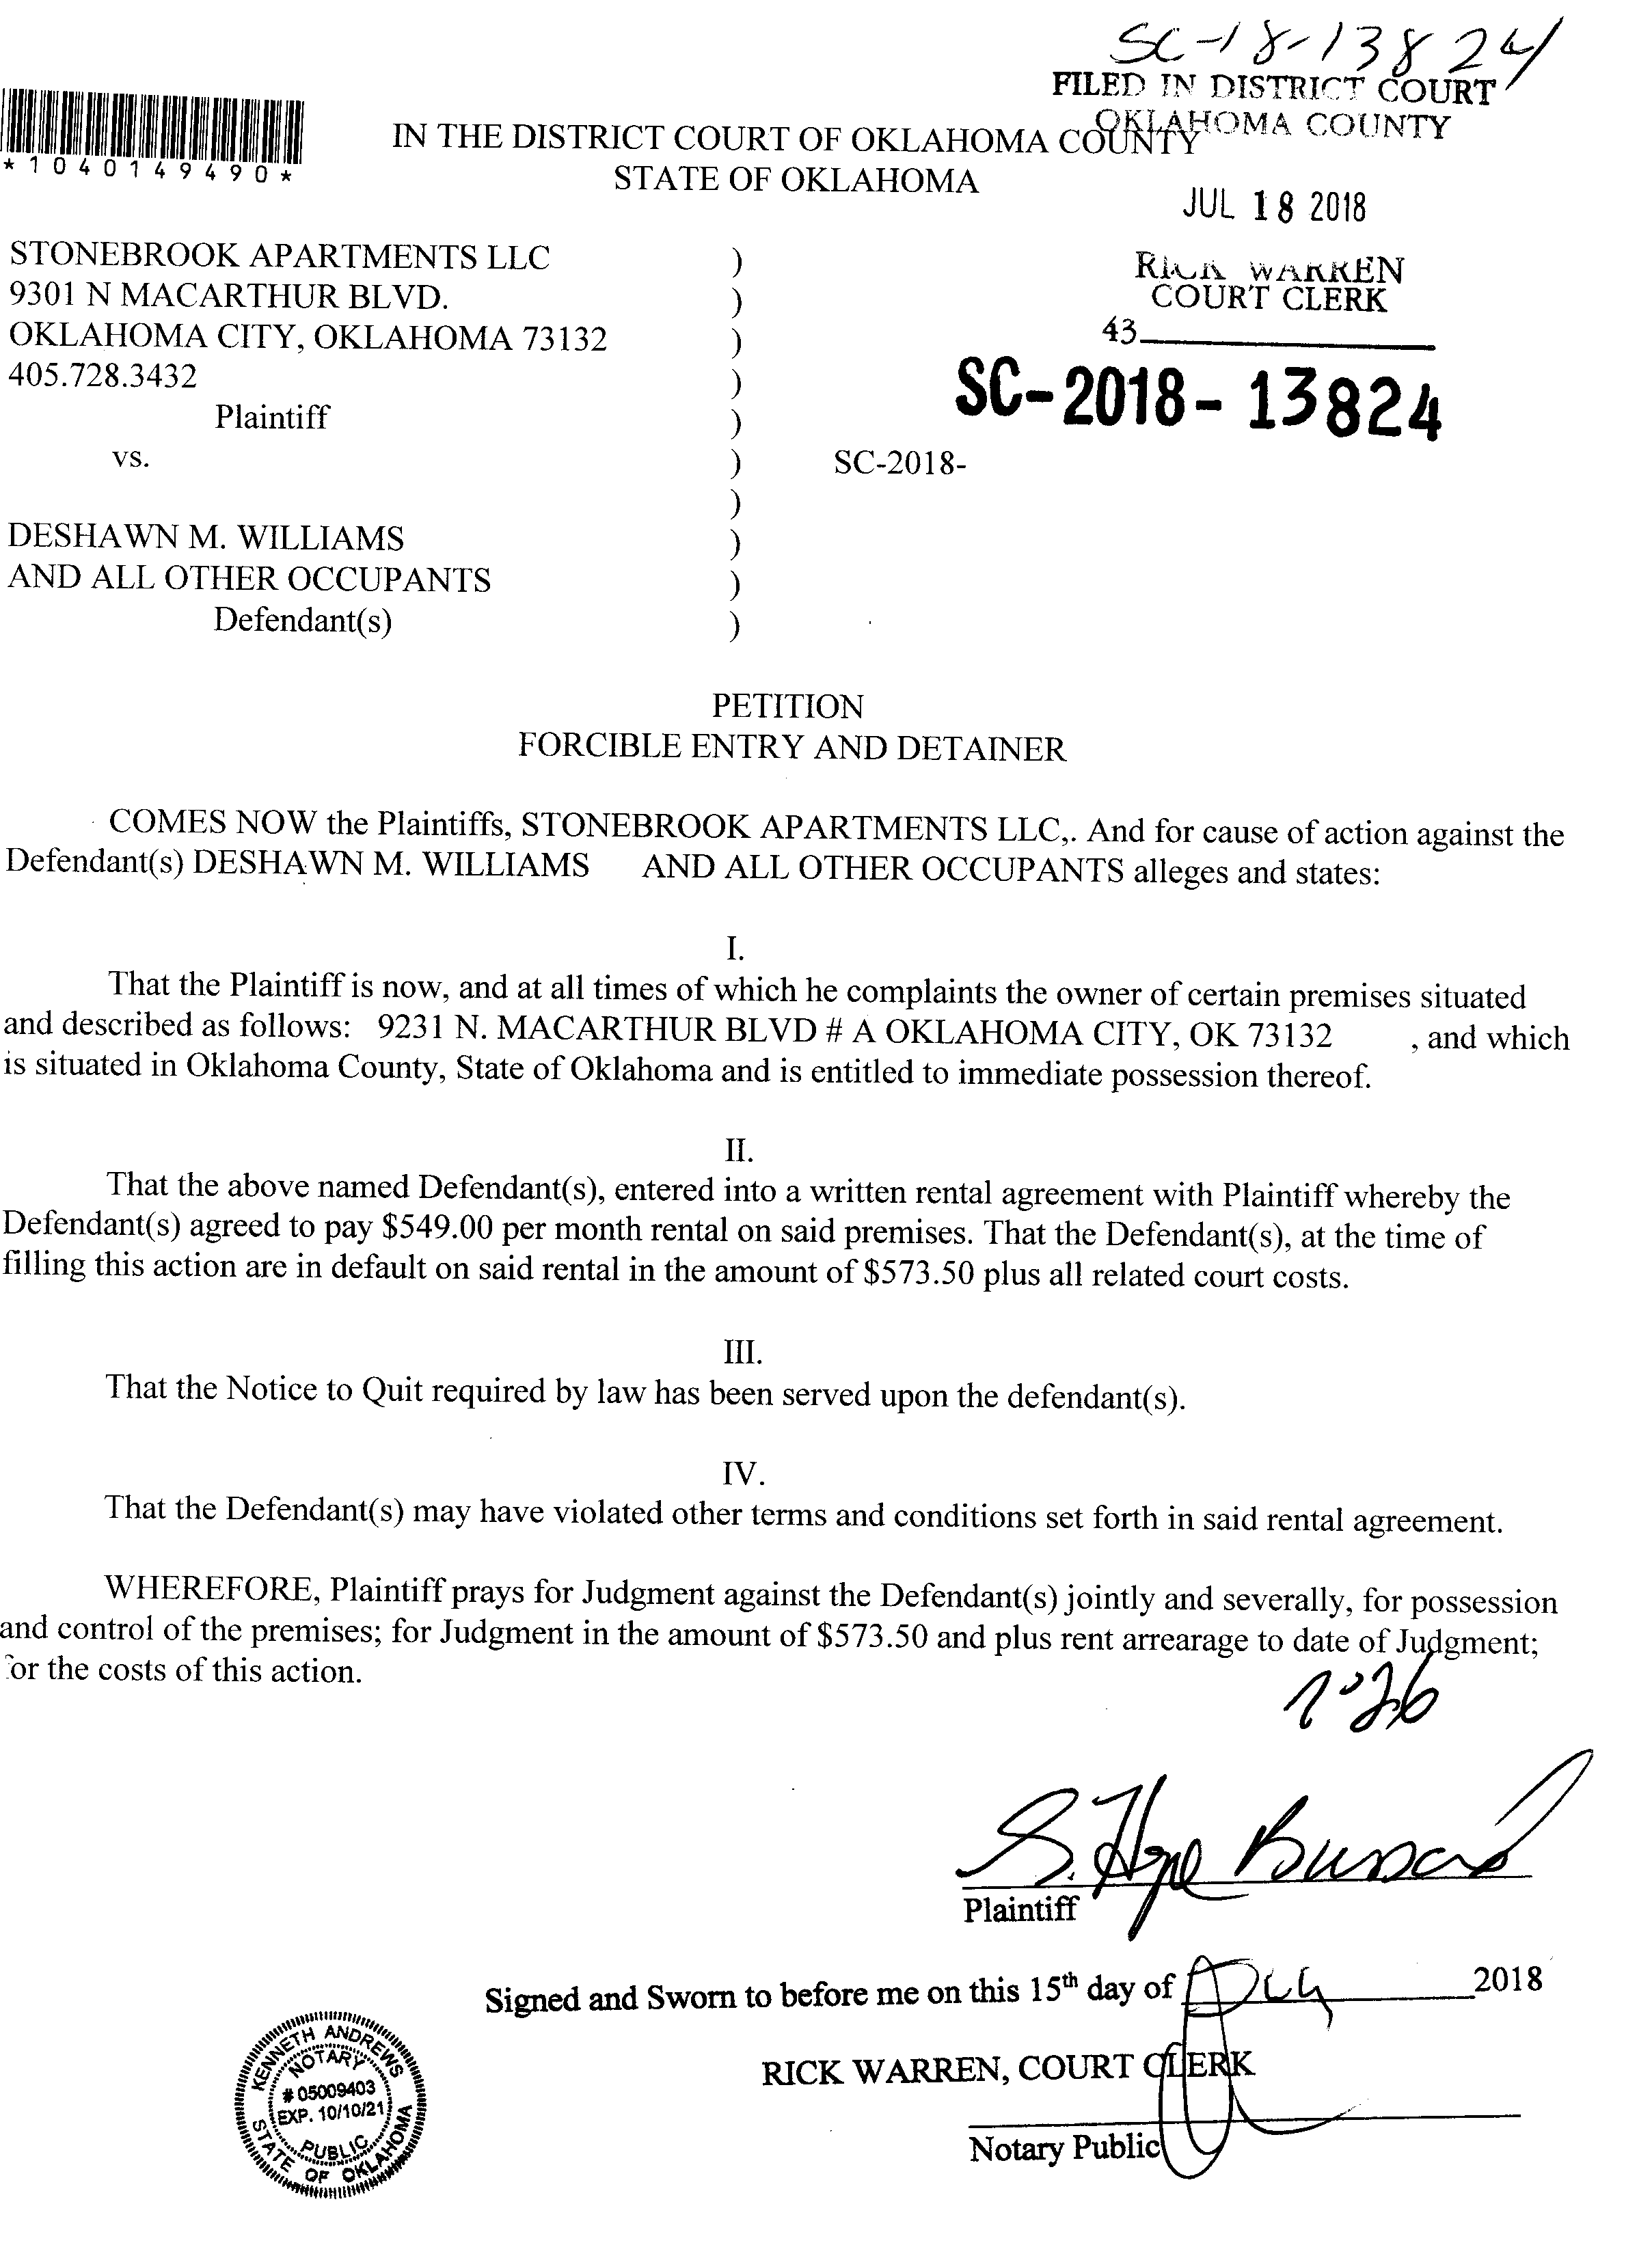 SC-18-13824
FILED IN DISTRICT COURT
OKLAHOMA COUNTY
*1040149490*
IN THE DISTRICT COURT OF OKLAHOMA COUNTY
STATE OF OKLAHOMA
JUL 18 2018
RICK WARREN
COURT CLERK
43
SC-2018-13824
STONEBROOK APARTMENTS LLC )
9301 N MACARTHUR BLVD. )
OKLAHOMA CITY, OKLAHOMA 73132 )
405.728.3432 )
Plaintiff )
vs. ) SC-2018-
)
DESHAWN M. WILLIAMS )
AND ALL OTHER OCCUPANTS )
Defendant(s) )
PETITION
FORCIBLE ENTRY AND DETAINER
COMES NOW the Plaintiffs, STONEBROOK APARTMENTS LLC,. And for cause of action against the
Defendant(s) DESHAWN M. WILLIAMS AND ALL OTHER OCCUPANTS alleges and states:
I.
That the Plaintiff is now, and at all times of which he complaints the owner of certain premises situated
and described as follows: 9231 N. MACARTHUR BLVD # A OKLAHOMA CITY, OK 73132 , and which
is situated in Oklahoma County, State of Oklahoma and is entitled to immediate possession thereof.
II.
That the above named Defendant(s), entered into a written rental agreement with Plaintiff whereby the
Defendant(s) agreed to pay $549.00 per month rental on said premises. That the Defendant(s), at the time of
filling this action are in default on said rental in the amount of $573.50 plus all related court costs.
III.
That the Notice to Quit required by law has been served upon the defendant(s).
IV.
That the Defendant(s) may have violated other terms and conditions set forth in said rental agreement.
WHEREFORE, Plaintiff prays for Judgment against the Defendant(s) jointly and severally, for possession
and control of the premises; for Judgment in the amount of $573.50 and plus rent arrearage to date of Judgment;
for the costs of this action.
S. Hope
Plaintiff
Signed and Sworn to before me on this 15th day of 2018
RICK WARREN, COURT CLERK
Notary Public
KENNETH ANDREWS
NOTARY
# 05009403
EXP. 10/10/21
PUBLIC
STATE OF OKLAHOMA